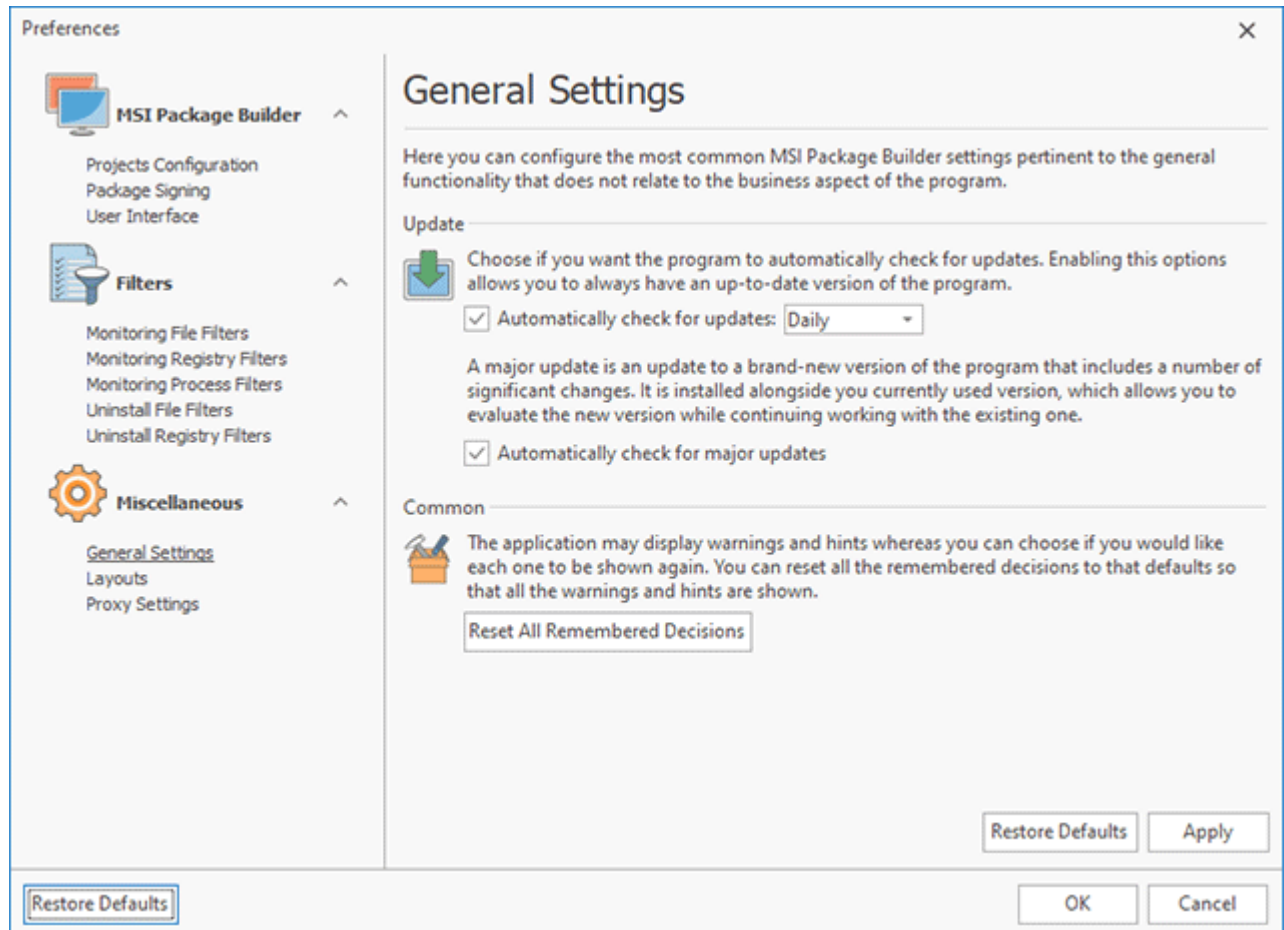 Preferences
MSI Package Builder
Projects Configuration
Package Signing
User Interface
Filters
Monitoring File Filters
Monitoring Registry Filters
Monitoring Process Filters
Uninstall File Filters
Uninstall Registry Filters
Miscellaneous
General Settings
Layouts
Proxy Settings
General Settings
Here you can configure the most common MSI Package Builder settings pertinent to the general
functionality that does not relate to the business aspect of the program.
Update
Choose if you want the program to automatically check for updates. Enabling this options
allows you to always have an up-to-date version of the program.
Automatically check for updates: Daily
A major update is an update to a brand-new version of the program that includes a number of
significant changes. It is installed alongside you currently used version, which allows you to
evaluate the new version while continuing working with the existing one.
Automatically check for major updates
Common
The application may display warnings and hints whereas you can choose if you would like
each one to be shown again. You can reset all the remembered decisions to that defaults so
that all the warnings and hints are shown.
Reset All Remembered Decisions
Restore Defaults Apply
Restore Defaults OK Cancel